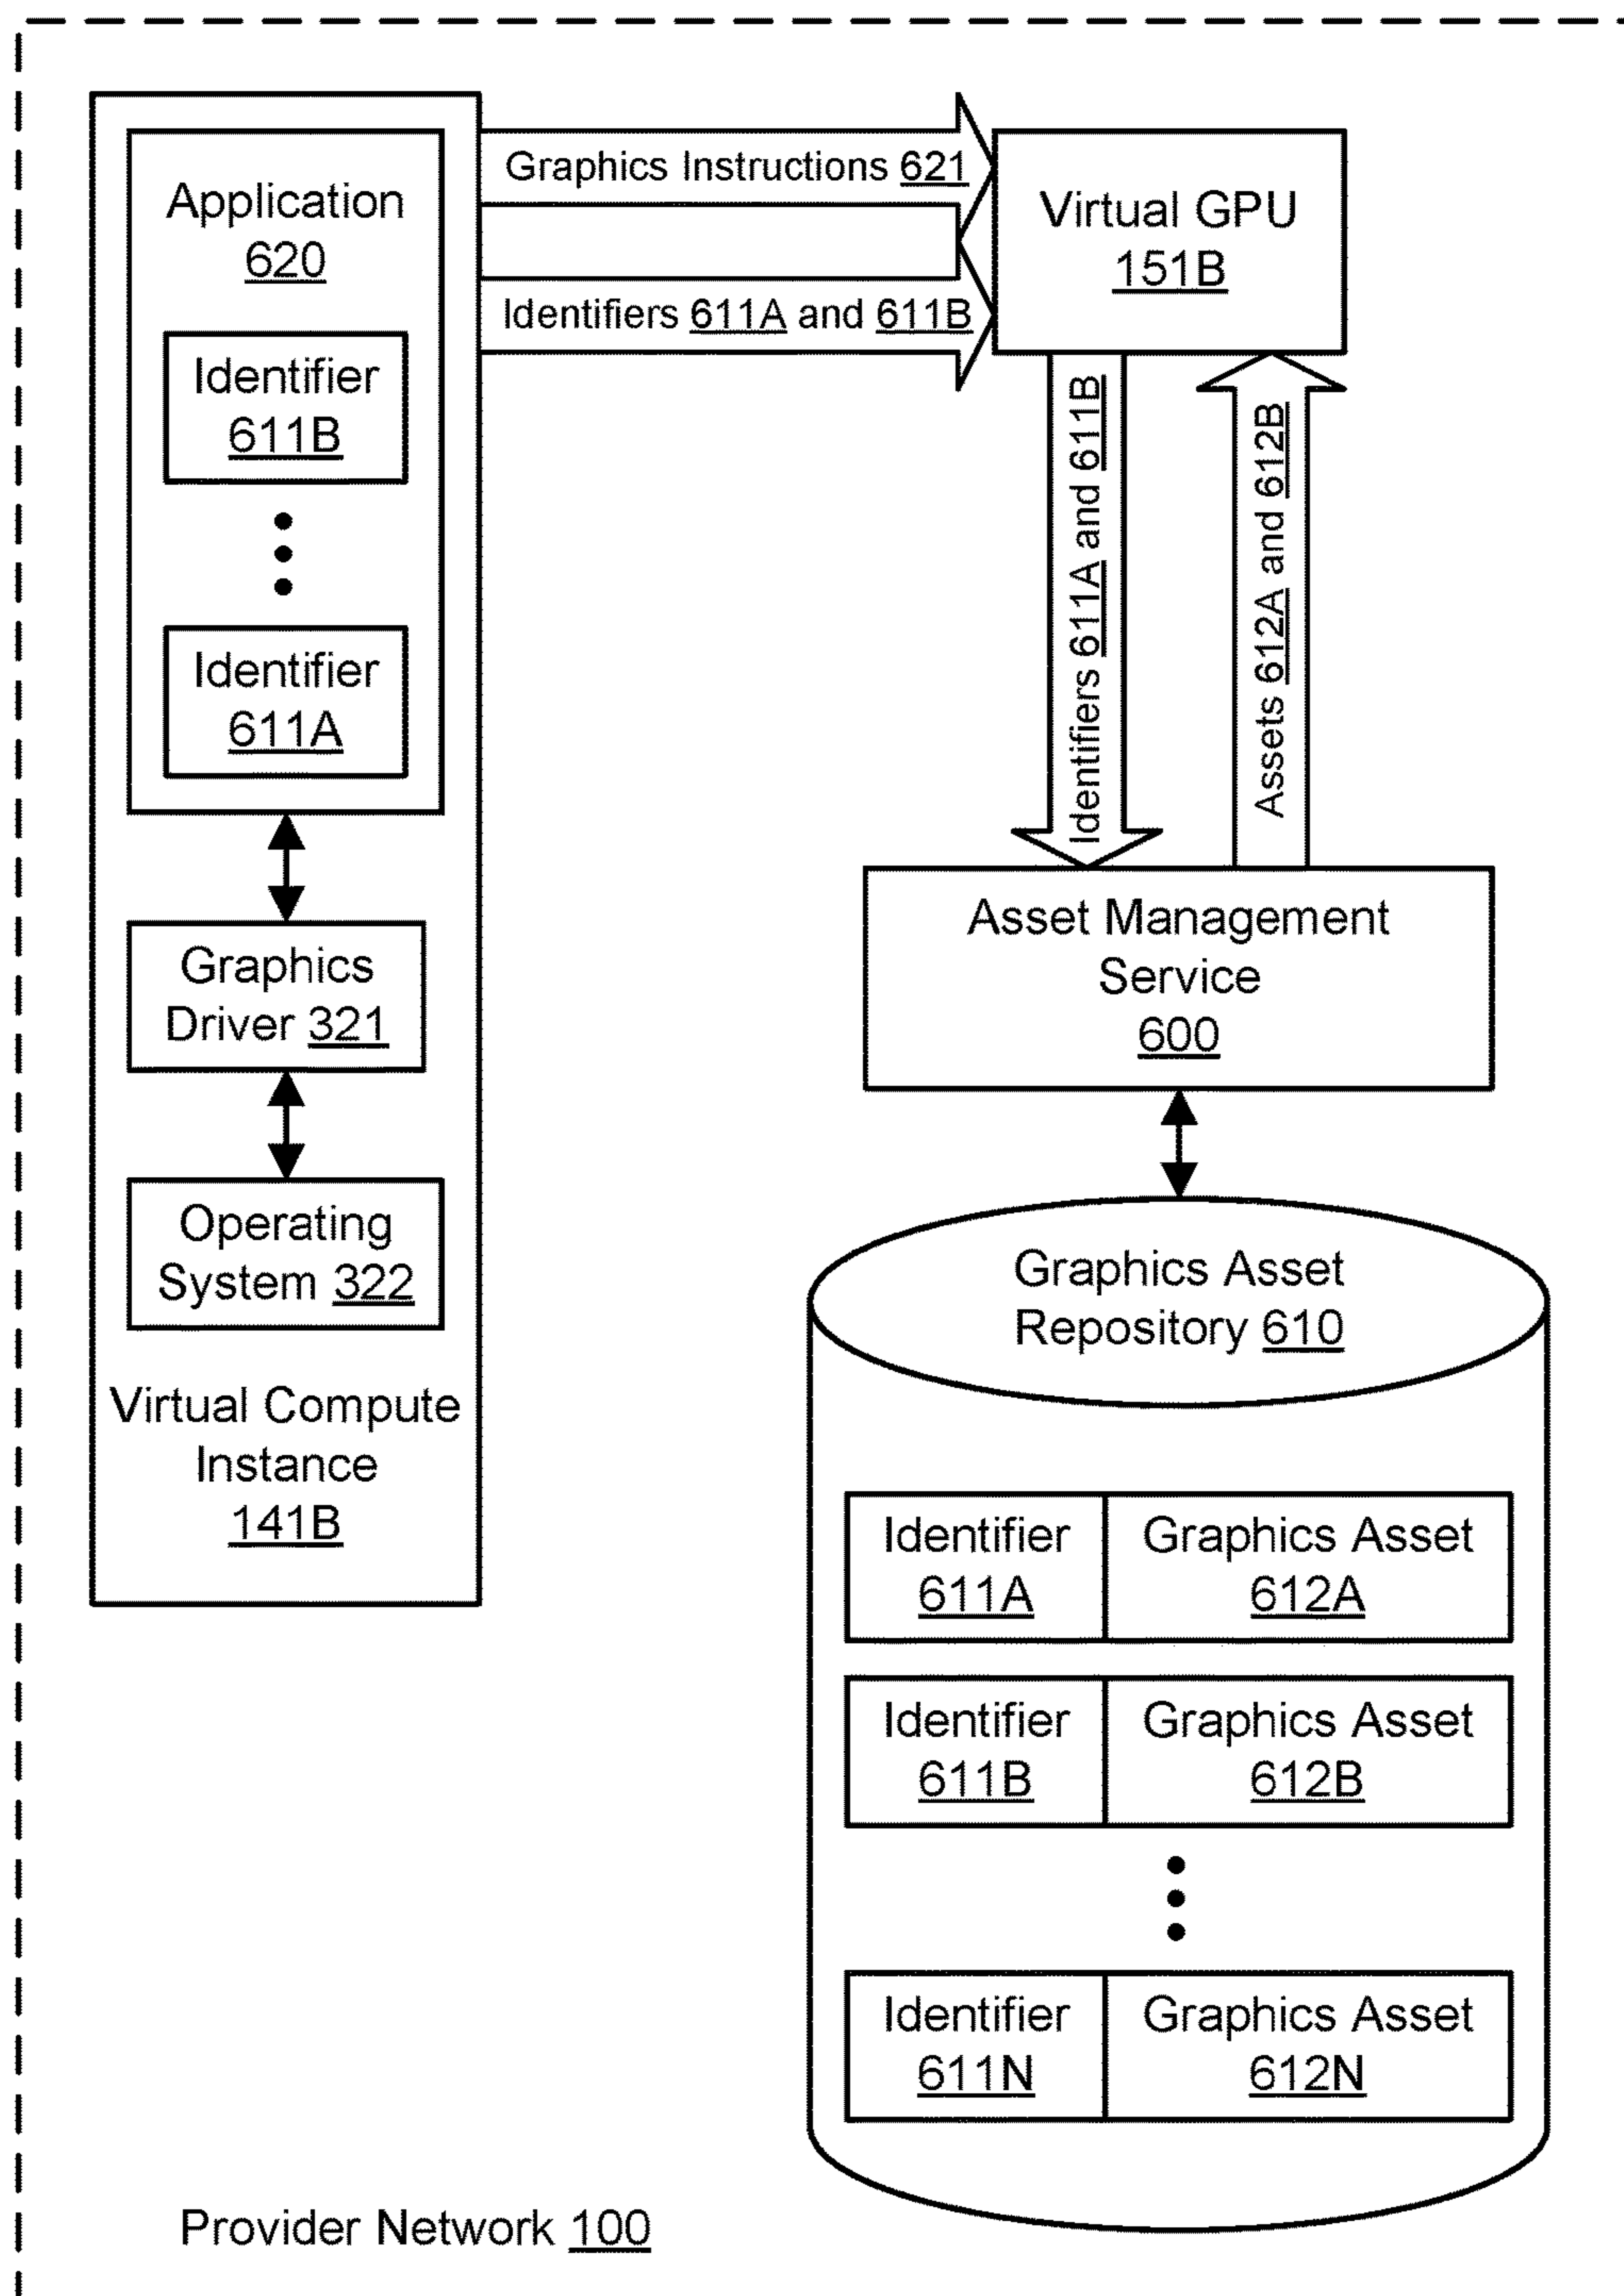 Application
620
Identifier
611B
Identifier
611A
Graphics
Driver 321
Operating
System 322
Virtual Compute
Instance
141B
Graphics Instructions 621
Identifiers 611A and 611B
Virtual GPU
151B
Identifiers 611A and 611B
Assets 612A and 612B
Asset Management
Service
600
Graphics Asset
Repository 610
Identifier
611A
Graphics Asset
612A
Identifier
611B
Graphics Asset
612B
Identifier
611N
Graphics Asset
612N
Provider Network 100